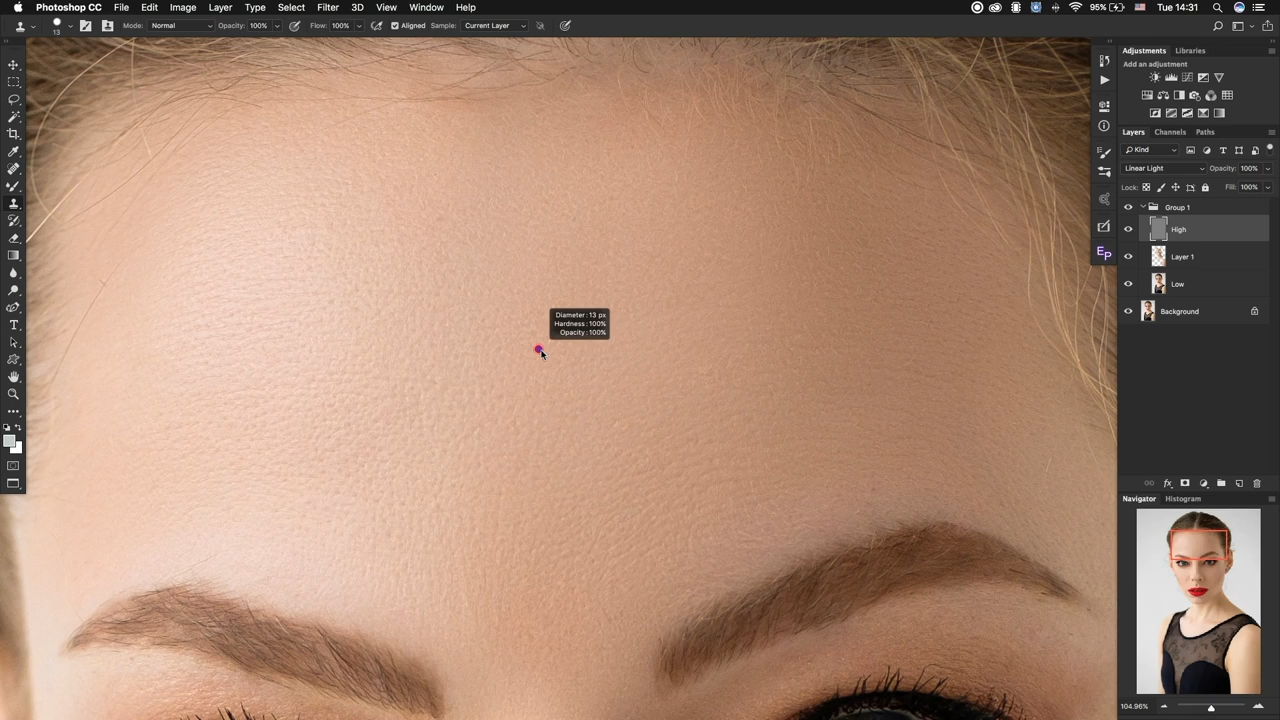 Photoshop CC File Edit Image Layer Type Select Filter 3D View Window Help 95% Tue 14:31
13 Mode: Normal Opacity: 100% Flow: 100% Aligned Sample: Current Layer
Adjustments Libraries
Add an adjustment
Layers Channels Paths
Kind
Linear Light Opacity: 100%
Lock: Fill: 100%
Group 1
High
Layer 1
Low
Background
EP
Diameter: 13 px
Hardness: 100%
Opacity: 100%
Navigator Histogram
104.96%